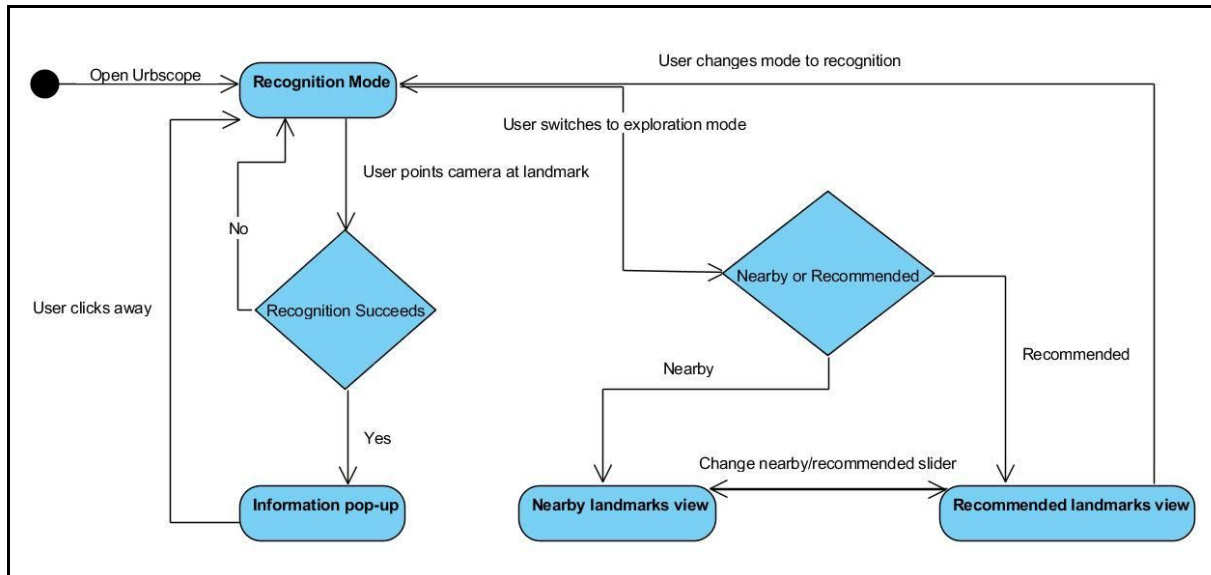 Open Urbscope
Recognition Mode
User changes mode to recognition
User switches to exploration mode
User points camera at landmark
No
Nearby or Recommended
User clicks away
Recognition Succeeds
Recommended
Nearby
Yes
Change nearby/recommended slider
Information pop-up
Nearby landmarks view
Recommended landmarks view